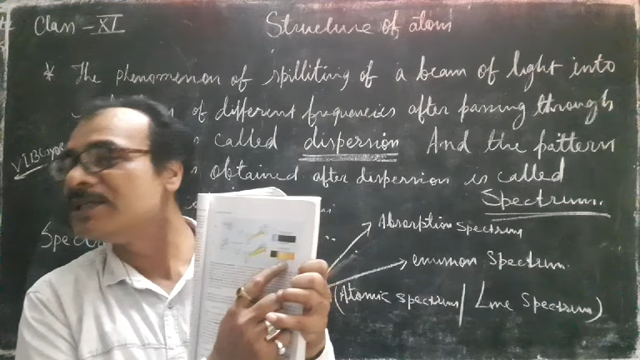 Class - XI
Structure of atom
* The phenomenon of spilliting of a beam of light into
of different frequencies after passing through
called dispersion And the pattern
VIBGYOR
obtained after dispersion is called
Spectrum.
Absorption Spectrum
emission Spectrum.
(Atomic Spectrum / Line Spectrum)